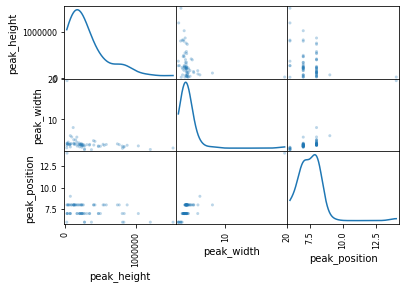 peak_height
1000000
0
peak_width
20
10
peak_position
12.5
10.0
7.5
0
1000000
10
20
7.5
10.0
12.5
peak_height
peak_width
peak_position